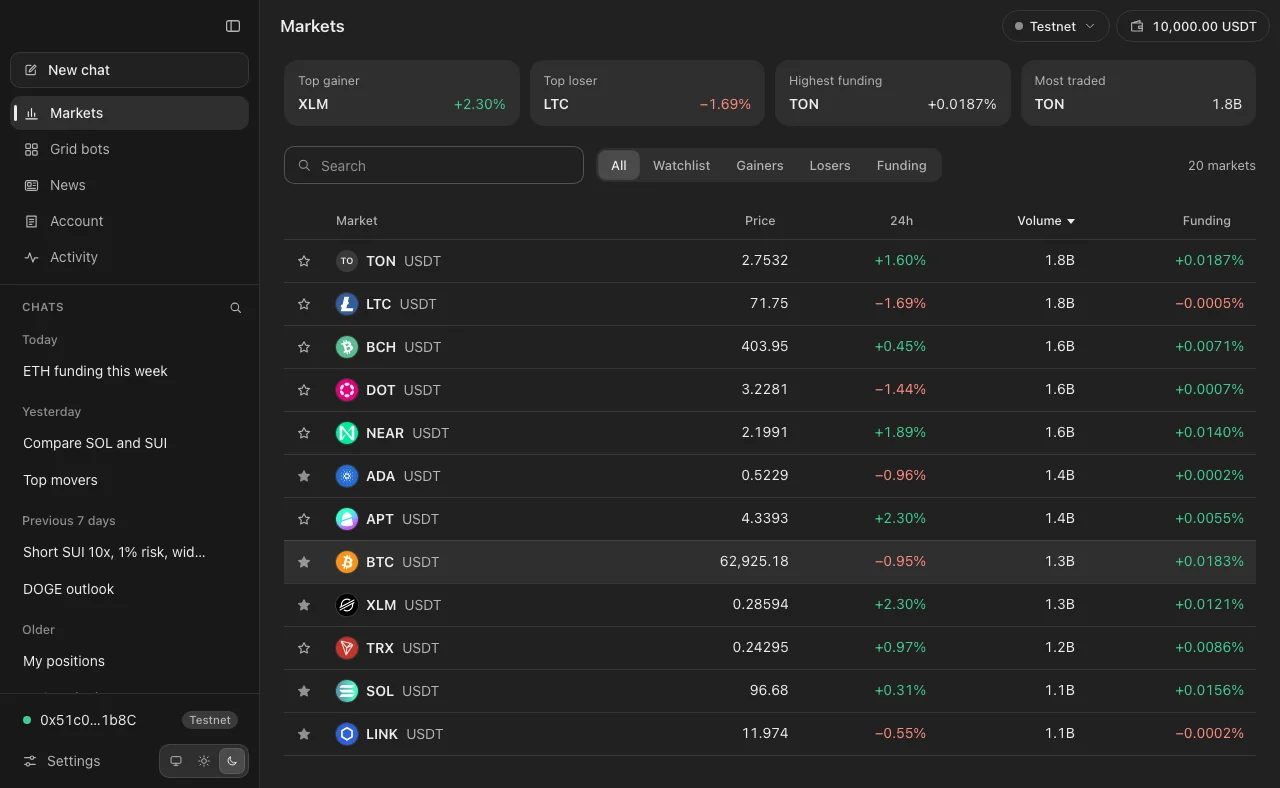 Markets
Testnet
10,000.00 USDT
New chat
Markets
Grid bots
News
Account
Activity
CHATS
Today
ETH funding this week
Yesterday
Compare SOL and SUI
Top movers
Previous 7 days
Short SUI 10x, 1% risk, wid...
DOGE outlook
Older
My positions
0x51c0...1b8C Testnet
Settings
Top gainer
XLM +2.30%
Top loser
LTC −1.69%
Highest funding
TON +0.0187%
Most traded
TON 1.8B
Search
All Watchlist Gainers Losers Funding
20 markets
Market Price 24h Volume Funding
TO TON USDT 2.7532 +1.60% 1.8B +0.0187%
LTC USDT 71.75 −1.69% 1.8B −0.0005%
BCH USDT 403.95 +0.45% 1.6B +0.0071%
DOT USDT 3.2281 −1.44% 1.6B +0.0007%
NEAR USDT 2.1991 +1.89% 1.6B +0.0140%
ADA USDT 0.5229 −0.96% 1.4B +0.0002%
APT USDT 4.3393 +2.30% 1.4B +0.0055%
BTC USDT 62,925.18 −0.95% 1.3B +0.0183%
XLM USDT 0.28594 +2.30% 1.3B +0.0121%
TRX USDT 0.24295 +0.97% 1.2B +0.0086%
SOL USDT 96.68 +0.31% 1.1B +0.0156%
LINK USDT 11.974 −0.55% 1.1B −0.0002%